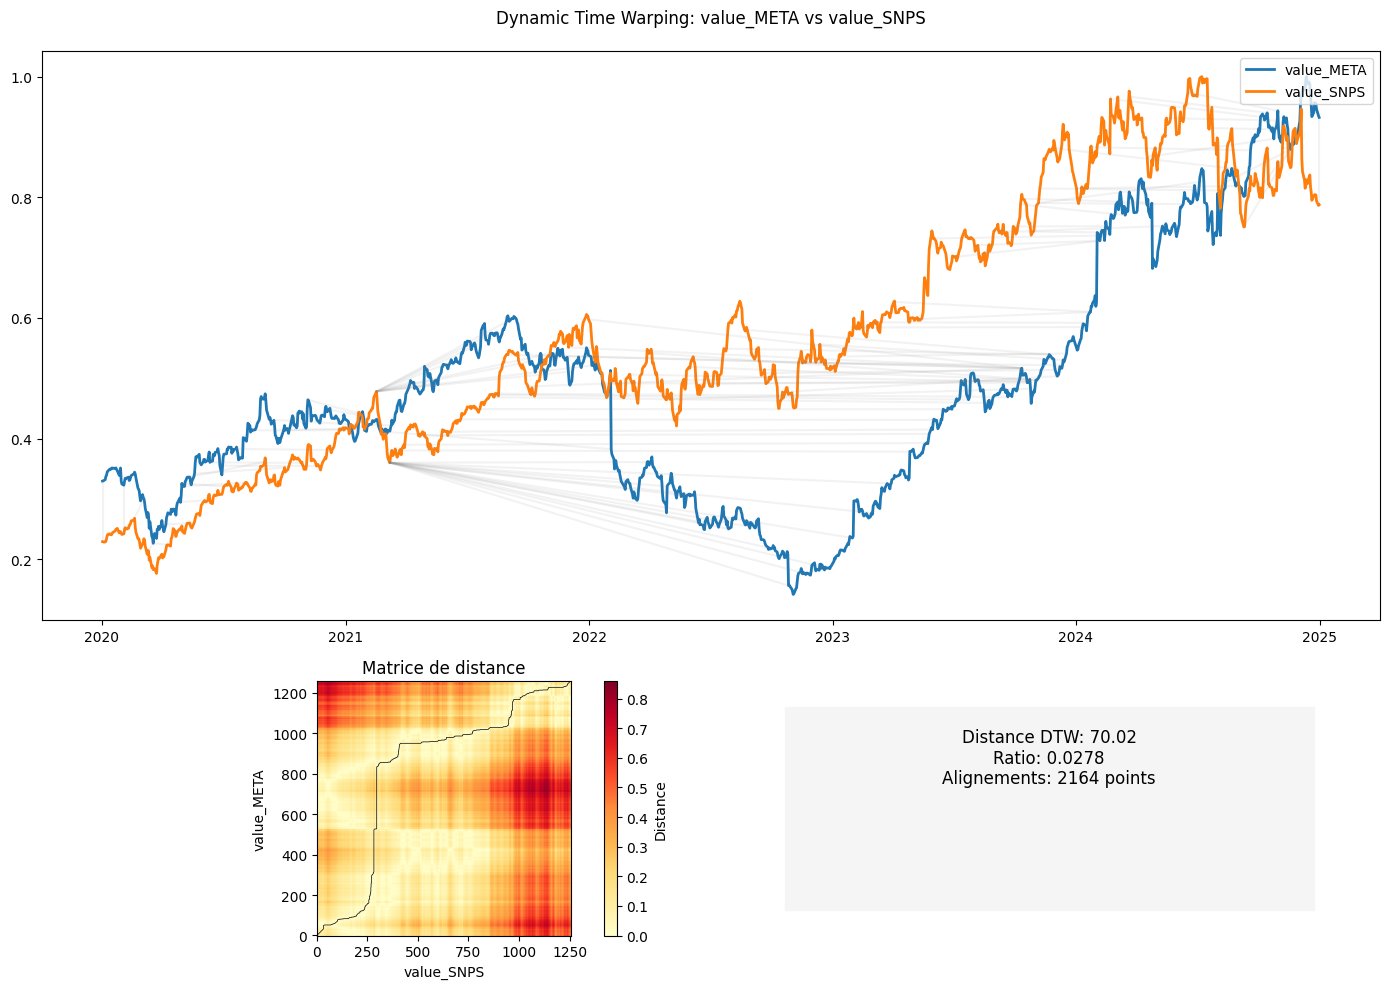 Dynamic Time Warping: value_META vs value_SNPS
value_META
value_SNPS
1.0
0.8
0.6
0.4
0.2
2020 2021 2022 2023 2024 2025
Matrice de distance
1200
1000
800
600
400
200
0
value_META
0 250 500 750 1000 1250
value_SNPS
0.8
0.7
0.6
0.5
0.4
0.3
0.2
0.1
0.0
Distance
Distance DTW: 70.02
Ratio: 0.0278
Alignements: 2164 points